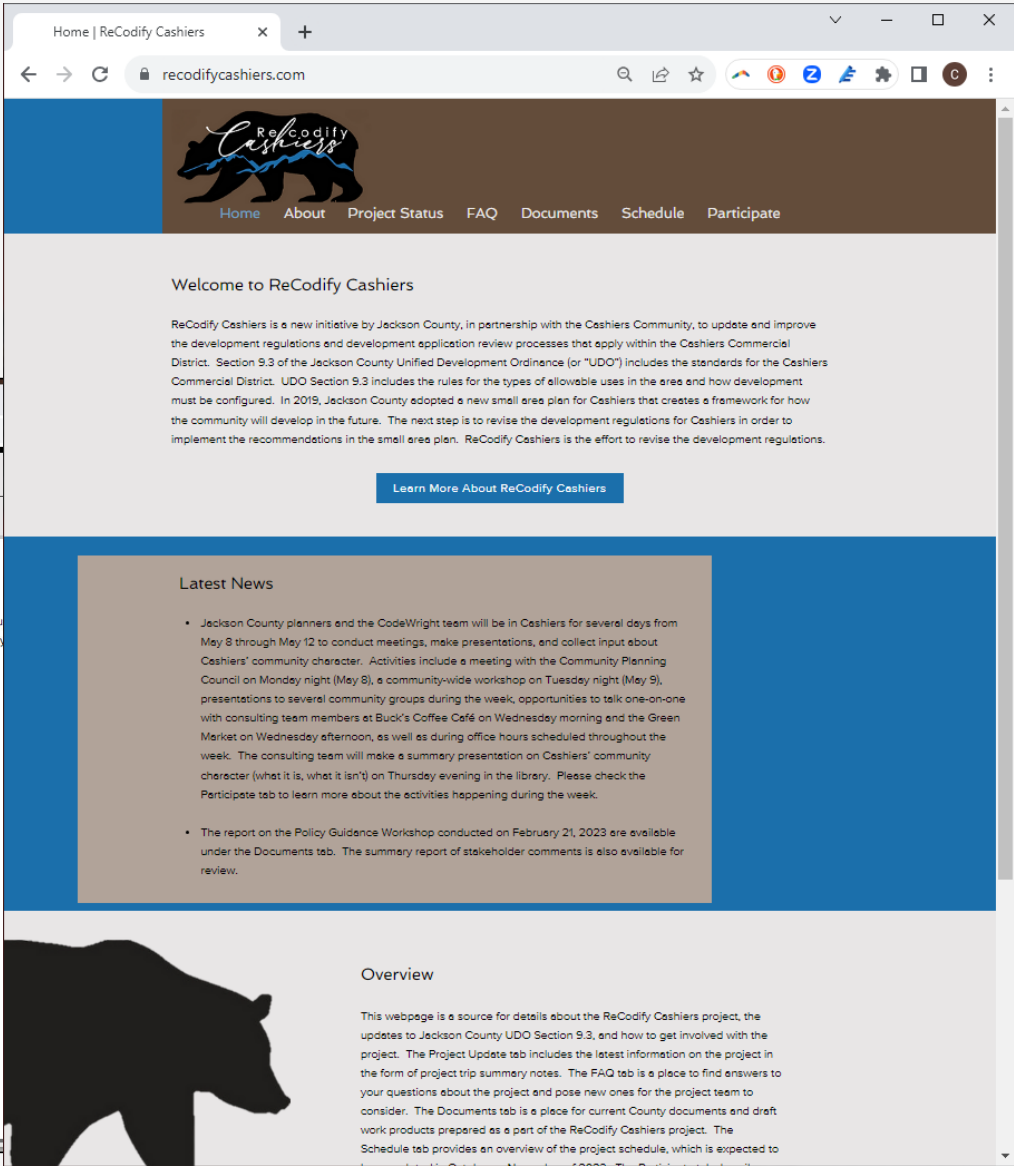 Home | ReCodify Cashiers
recodifycashiers.com
C
ReCodify
Cashiers
Home About Project Status FAQ Documents Schedule Participate
Welcome to ReCodify Cashiers
ReCodify Cashiers is a new initiative by Jackson County, in partnership with the Cashiers Community, to update and improve
the development regulations and development application review processes that apply within the Cashiers Commercial
District. Section 9.3 of the Jackson County Unified Development Ordinance (or "UDO") includes the standards for the Cashiers
Commercial District. UDO Section 9.3 includes the rules for the types of allowable uses in the area and how development
must be configured. In 2019, Jackson County adopted a new small area plan for Cashiers that creates a framework for how
the community will develop in the future. The next step is to revise the development regulations for Cashiers in order to
implement the recommendations in the small area plan. ReCodify Cashiers is the effort to revise the development regulations.
Learn More About ReCodify Cashiers
Latest News
• Jackson County planners and the CodeWright team will be in Cashiers for several days from
May 8 through May 12 to conduct meetings, make presentations, and collect input about
Cashiers' community character. Activities include a meeting with the Community Planning
Council on Monday night (May 8), a community-wide workshop on Tuesday night (May 9),
presentations to several community groups during the week, opportunities to talk one-on-one
with consulting team members at Buck's Coffee Café on Wednesday morning and the Green
Market on Wednesday afternoon, as well as during office hours scheduled throughout the
week. The consulting team will make a summary presentation on Cashiers' community
character (what it is, what it isn't) on Thursday evening in the library. Please check the
Participate tab to learn more about the activities happening during the week.
• The report on the Policy Guidance Workshop conducted on February 21, 2023 are available
under the Documents tab. The summary report of stakeholder comments is also available for
review.
Overview
This webpage is a source for details about the ReCodify Cashiers project, the
updates to Jackson County UDO Section 9.3, and how to get involved with the
project. The Project Update tab includes the latest information on the project in
the form of project trip summary notes. The FAQ tab is a place to find answers to
your questions about the project and pose new ones for the project team to
consider. The Documents tab is a place for current County documents and draft
work products prepared as a part of the ReCodify Cashiers project. The
Schedule tab provides an overview of the project schedule, which is expected to